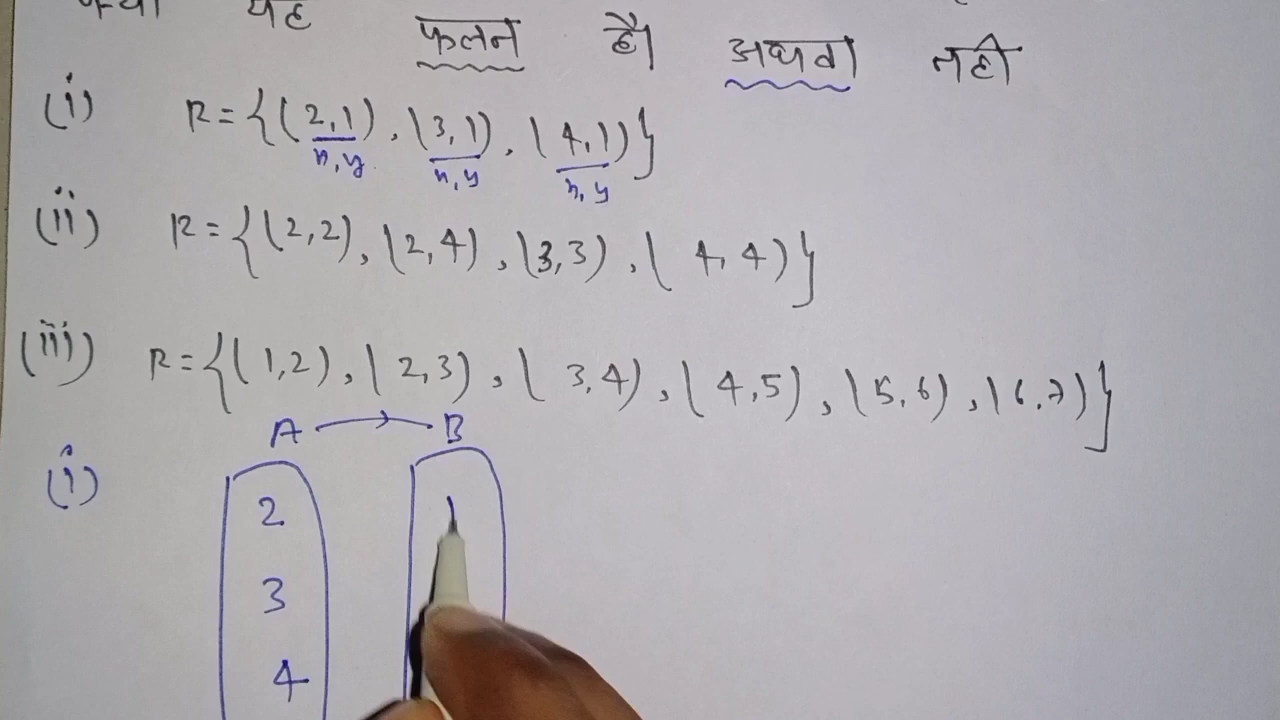 यह फलन है। अथवा नही
(i) R = {(2,1), (3,1), (4,1)}
x,y x,y x,y
(ii) R = {(2,2), (2,4), (3,3), (4,4)}
(iii) R = {(1,2), (2,3), (3,4), (4,5), (5,6), (6,7)}
A → B
(i)
2 1
3
4